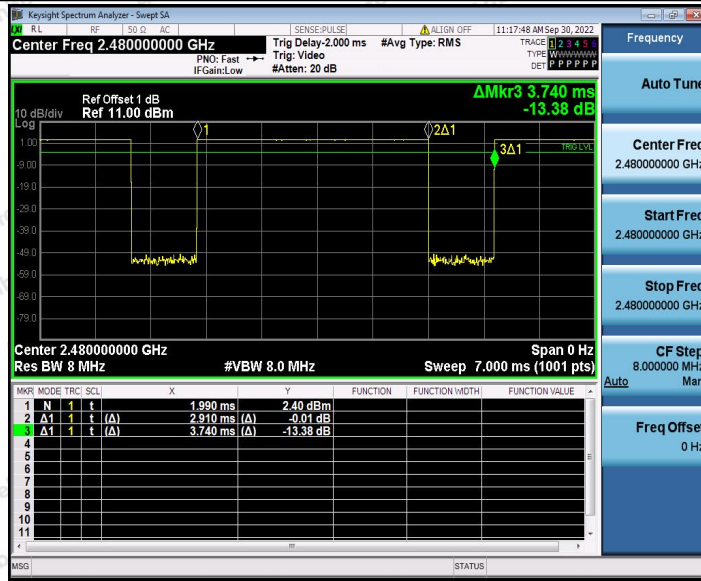 Keysight Spectrum Analyzer - Swept SA
LXI RL RF 50 Ω AC SENSE:PULSE ALIGN OFF 11:17:48 AM Sep 30, 2022
Center Freq 2.480000000 GHz
PNO: Fast
IFGain:Low
Trig Delay-2.000 ms
Trig: Video
#Atten: 20 dB
#Avg Type: RMS
TRACE 1 2 3 4 5 6
TYPE WWWWWW
DET P P P P P P
Ref Offset 1 dB
10 dB/div Ref 11.00 dBm
Log
ΔMkr3 3.740 ms
-13.38 dB
1
2Δ1
3Δ1
TRIG LVL
1.00
-9.00
-19.0
-29.0
-39.0
-49.0
-59.0
-69.0
-79.0
Center 2.480000000 GHz Span 0 Hz
Res BW 8 MHz #VBW 8.0 MHz Sweep 7.000 ms (1001 pts)
MKR MODE TRC SCL X Y FUNCTION FUNCTION WIDTH FUNCTION VALUE
1 N 1 t 1.990 ms 2.40 dBm
2 Δ1 1 t (Δ) 2.910 ms (Δ) -0.01 dB
3 Δ1 1 t (Δ) 3.740 ms (Δ) -13.38 dB
4
5
6
7
8
9
10
11
MSG STATUS
Frequency
Auto Tune
Center Freq
2.480000000 GHz
Start Freq
2.480000000 GHz
Stop Freq
2.480000000 GHz
CF Step
8.000000 MHz
Auto Man
Freq Offset
0 Hz